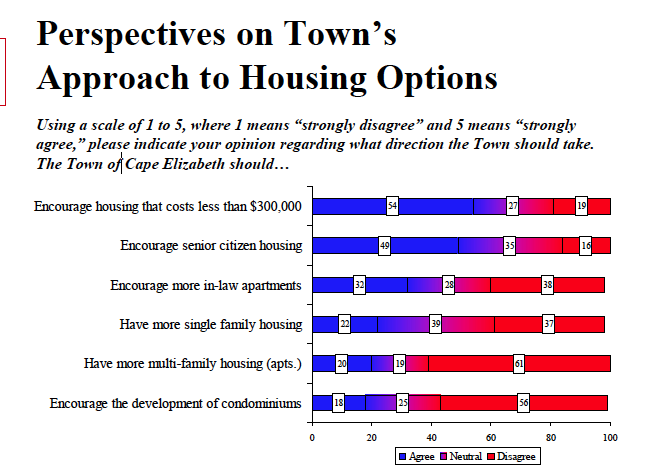 Perspectives on Town's
Approach to Housing Options
Using a scale of 1 to 5, where 1 means “strongly disagree” and 5 means “strongly
agree,” please indicate your opinion regarding what direction the Town should take.
The Town of Cape Elizabeth should…
Encourage housing that costs less than $300,000 54 27 19
Encourage senior citizen housing 49 35 16
Encourage more in-law apartments 32 28 38
Have more single family housing 22 39 37
Have more multi-family housing (apts.) 20 19 61
Encourage the development of condominiums 18 25 56
0 20 40 60 80 100
Agree Neutral Disagree